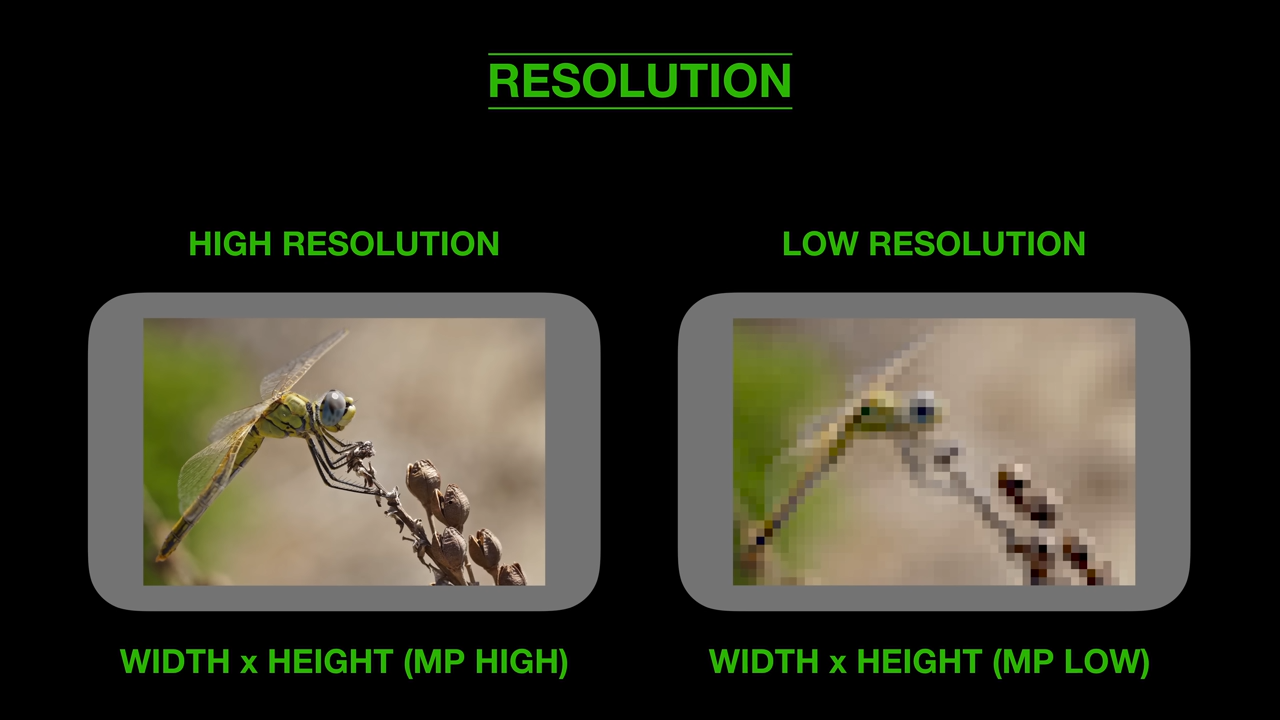 RESOLUTION
HIGH RESOLUTION
LOW RESOLUTION
WIDTH x HEIGHT (MP HIGH)
WIDTH x HEIGHT (MP LOW)